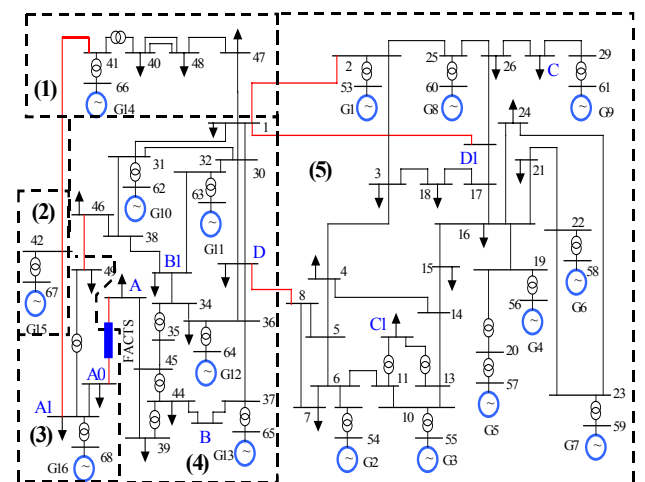 41 40 48 47
66
(1) G14
2 25 26 C 29
53 60 61
G1 G8 G9
24
1
31 32 30
62 63
G10 G11
(5)
D1
21
3 18 17
(2)
46
38
42
49
67
G15
A
B1
D
34
36
35
64
G12
45
FACTS
A0
A1
44
37
(3)
G16 68
39
B
(4)
G13 65
16
22
58
G6
15
19
56
G4
4
8
14
5
C1
20
57
G5
6 11 13
7
10
54 55
G2 G3
23
59
G7
~ ~ ~ ~ ~ ~ ~ ~ ~ ~ ~ ~ ~ ~ ~ ~